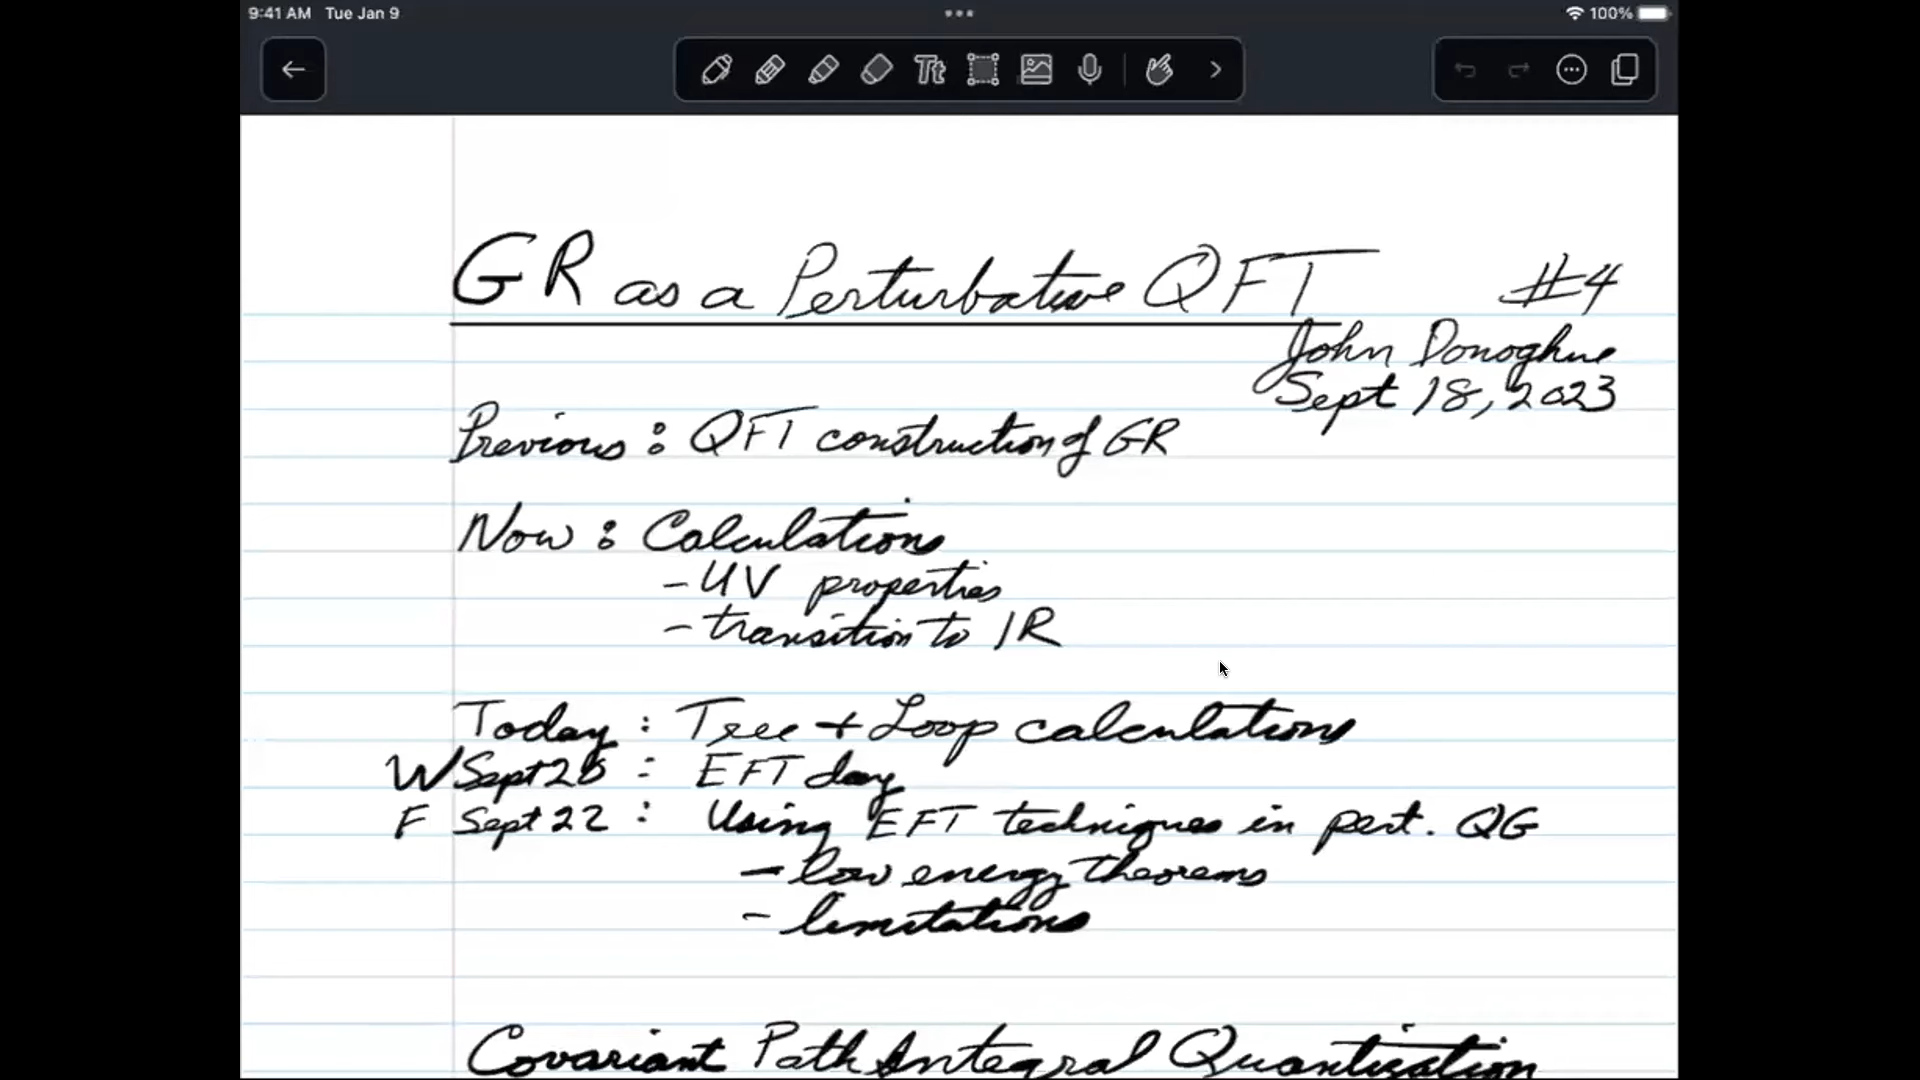 9:41 AM Tue Jan 9
100%
Tt
GR as a Perturbative QFT #4
John Donoghue
Sept 18, 2023
Previous : QFT construction of GR
Now : Calculations
- UV properties
- transition to IR
Today : Tree + Loop calculations
W Sept 20 : EFT day
F Sept 22 : Using EFT techniques in pert. QG
- low energy theorems
- limitations
Covariant Path Integral Quantization